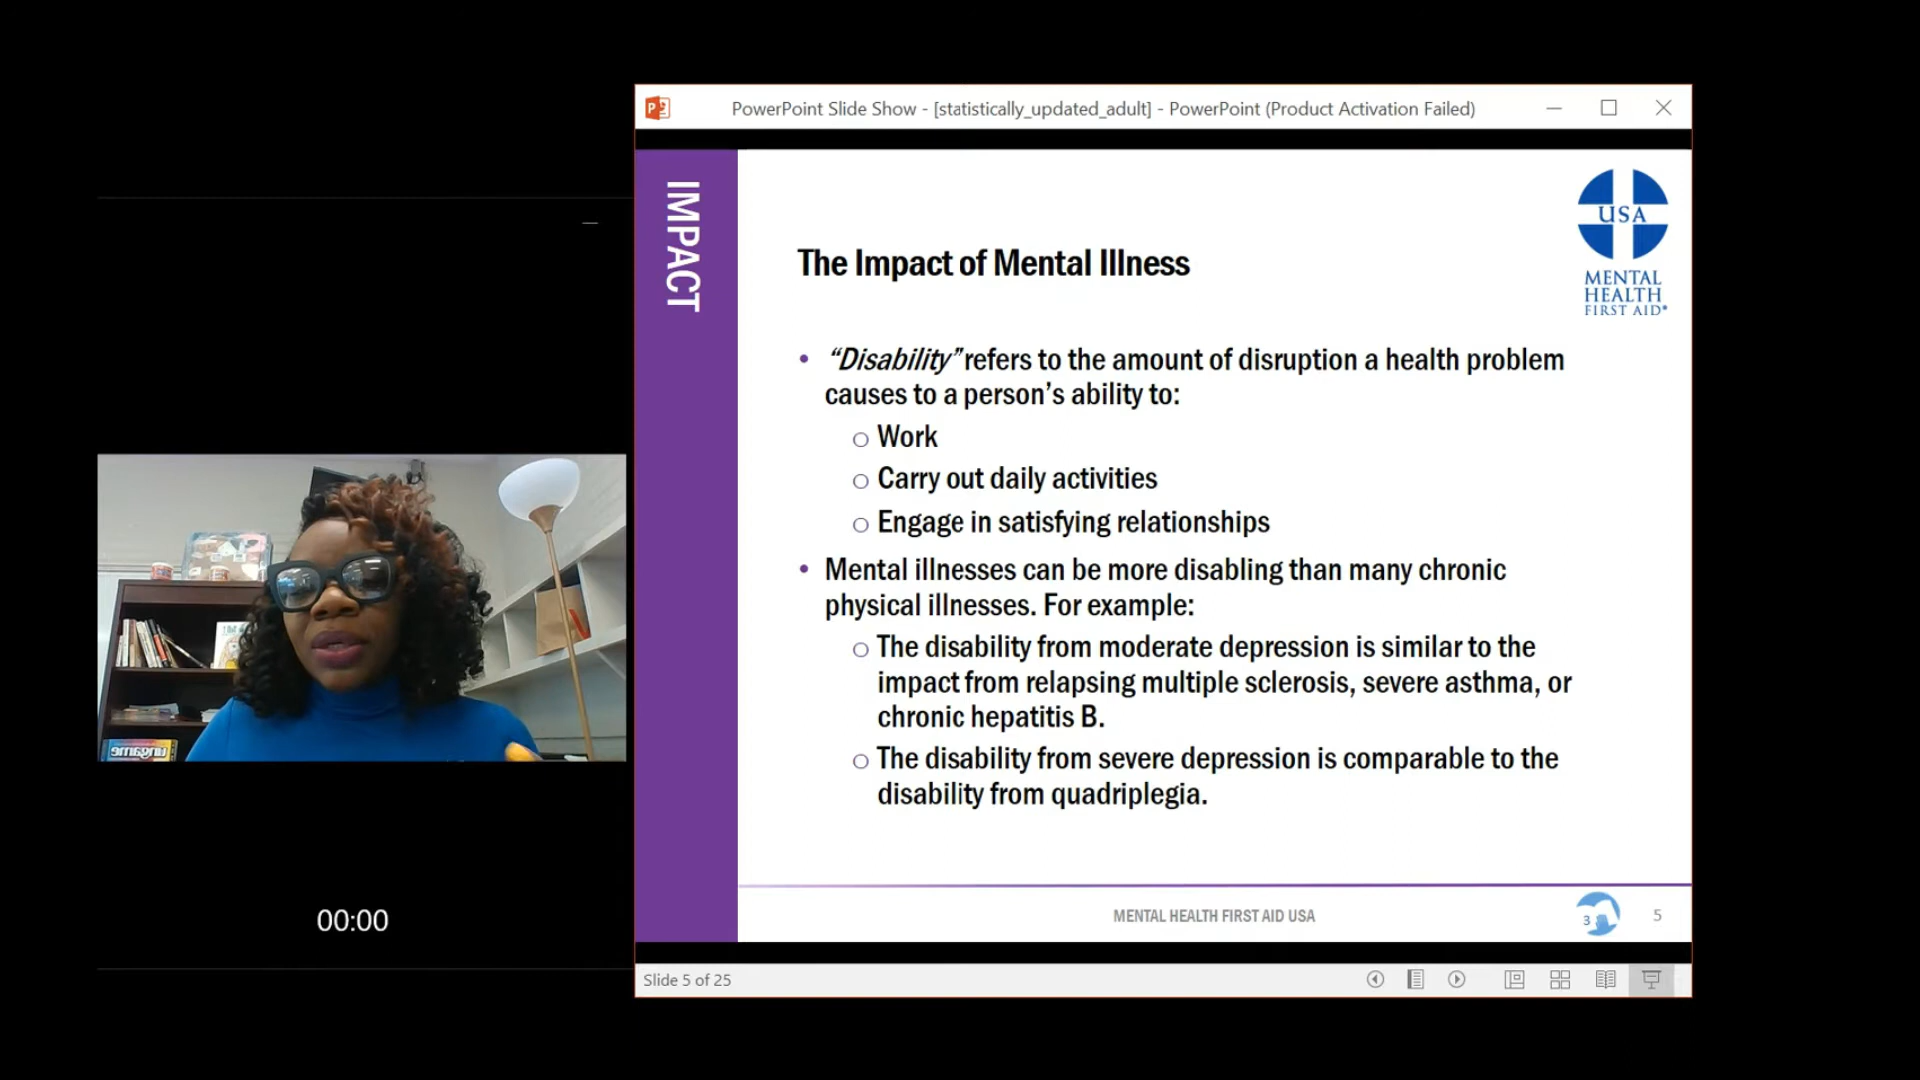 PowerPoint Slide Show - [statistically_updated_adult] - PowerPoint (Product Activation Failed)
IMPACT
USA
MENTAL
HEALTH
FIRST AID®
The Impact of Mental Illness
• “Disability” refers to the amount of disruption a health problem
causes to a person’s ability to:
○ Work
○ Carry out daily activities
○ Engage in satisfying relationships
• Mental illnesses can be more disabling than many chronic
physical illnesses. For example:
○ The disability from moderate depression is similar to the
impact from relapsing multiple sclerosis, severe asthma, or
chronic hepatitis B.
○ The disability from severe depression is comparable to the
disability from quadriplegia.
ungame
00:00
MENTAL HEALTH FIRST AID USA
3
5
Slide 5 of 25